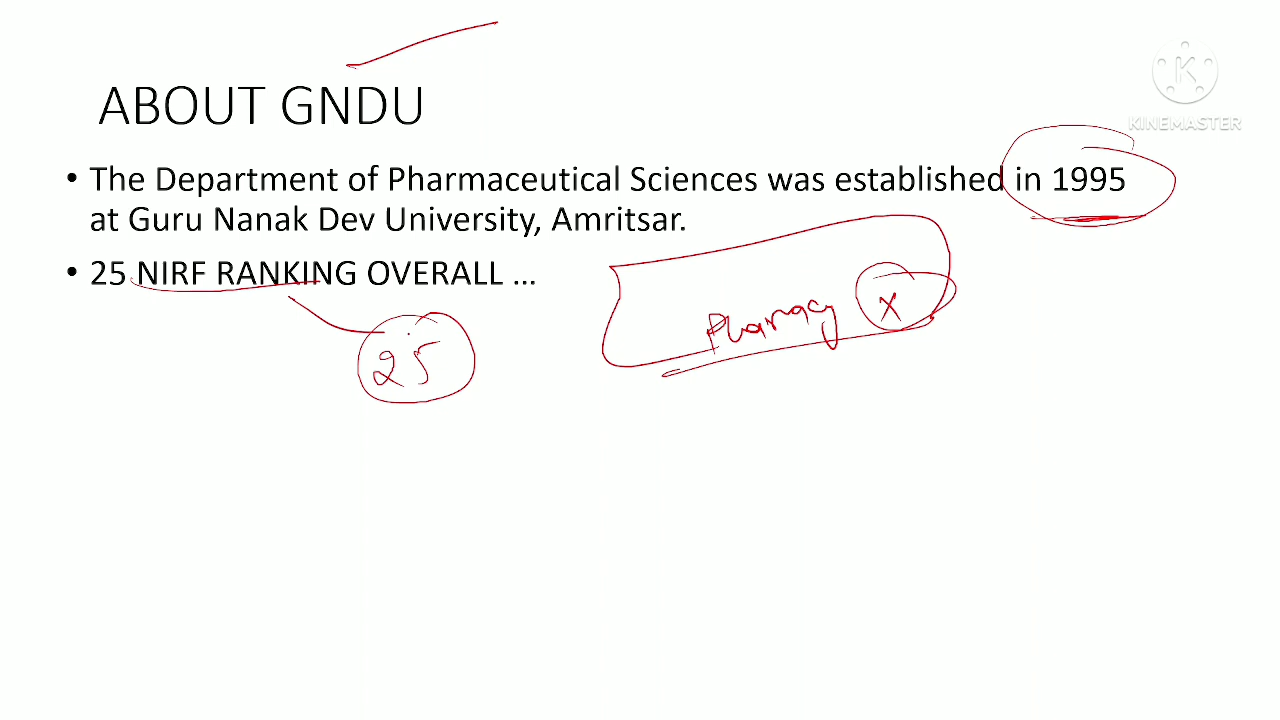 ABOUT GNDU
KINEMASTER
• The Department of Pharmaceutical Sciences was established in 1995
at Guru Nanak Dev University, Amritsar.
• 25 NIRF RANKING OVERALL ...
Pharmacy x
25